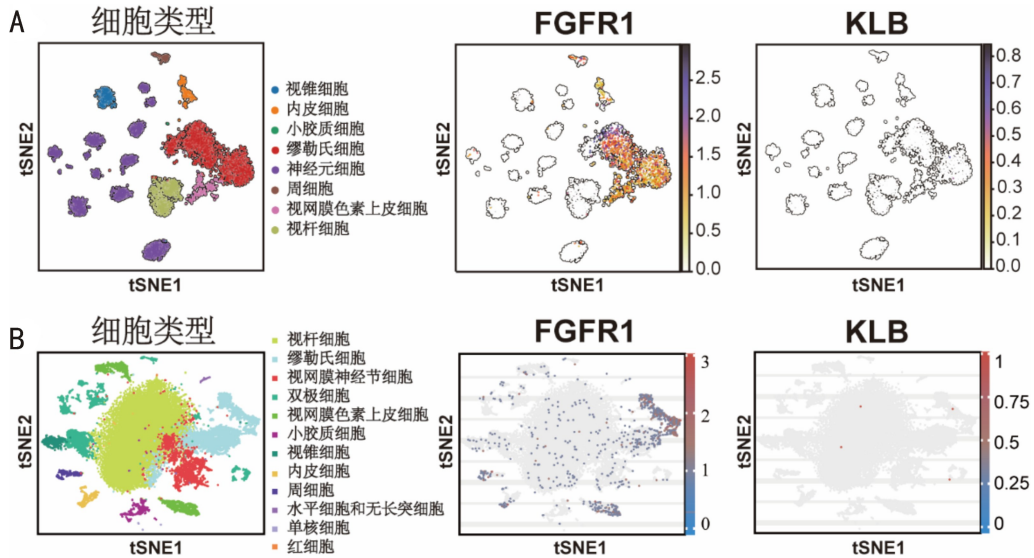 A
细胞类型
FGFR1
KLB
tSNE2
tSNE1
视锥细胞
内皮细胞
小胶质细胞
缪勒氏细胞
神经元细胞
周细胞
视网膜色素上皮细胞
视杆细胞
tSNE1
2.5
2.0
1.5
1.0
0.5
0.0
tSNE2
tSNE1
0.8
0.7
0.6
0.5
0.4
0.3
0.2
0.1
0.0
tSNE2
B
细胞类型
FGFR1
KLB
tSNE2
tSNE1
视杆细胞
缪勒氏细胞
视网膜神经节细胞
双极细胞
视网膜色素上皮细胞
小胶质细胞
视锥细胞
内皮细胞
周细胞
水平细胞和无长突细胞
单核细胞
红细胞
tSNE2
tSNE1
3
2
1
0
tSNE2
tSNE1
1
0.75
0.5
0.25
0